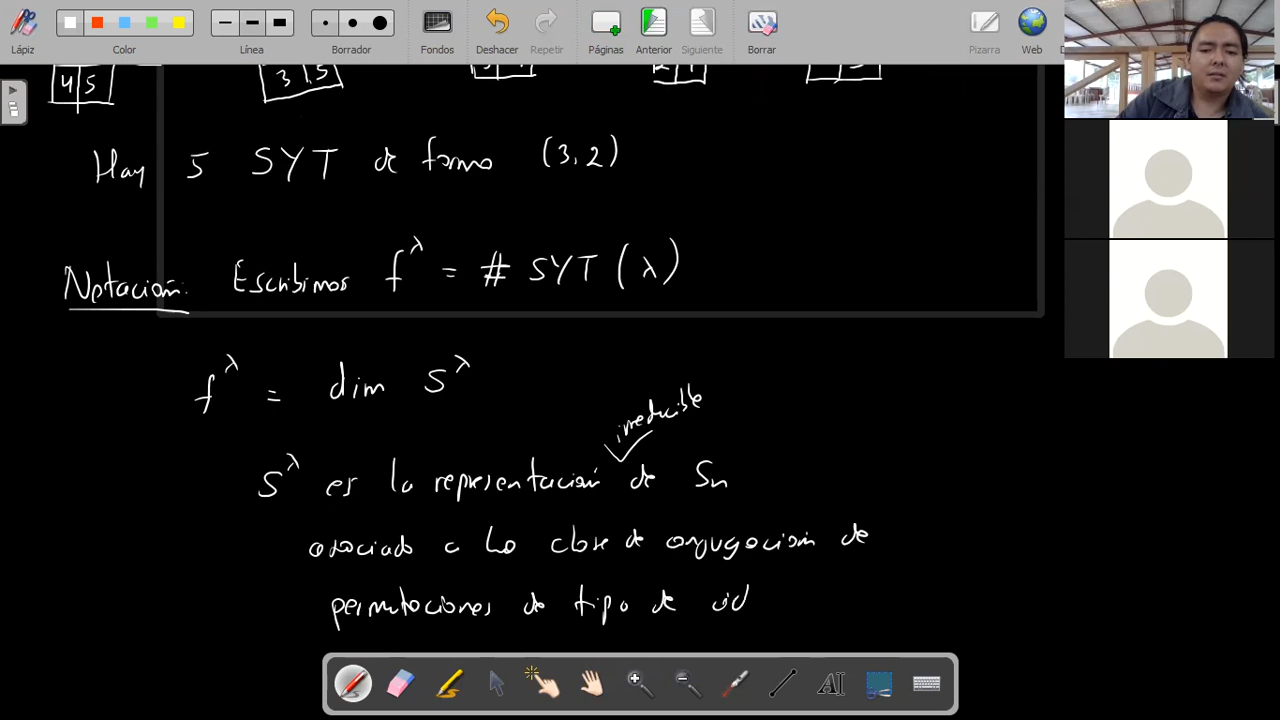 Lápiz
Color
Línea
Borrador
Fondos
Deshacer
Repetir
Páginas
Anterior
Siguiente
Borrar
Pizarra
Web
4 5
3 5
Hay 5 SYT de forma (3,2)
Notación: Escribimos f^λ = # SYT(λ)
f^λ = dim S^λ
irreducible
S^λ es la representación de Sn
asociada a la clase de conjugación de
permutaciones de tipo de cicl
AI